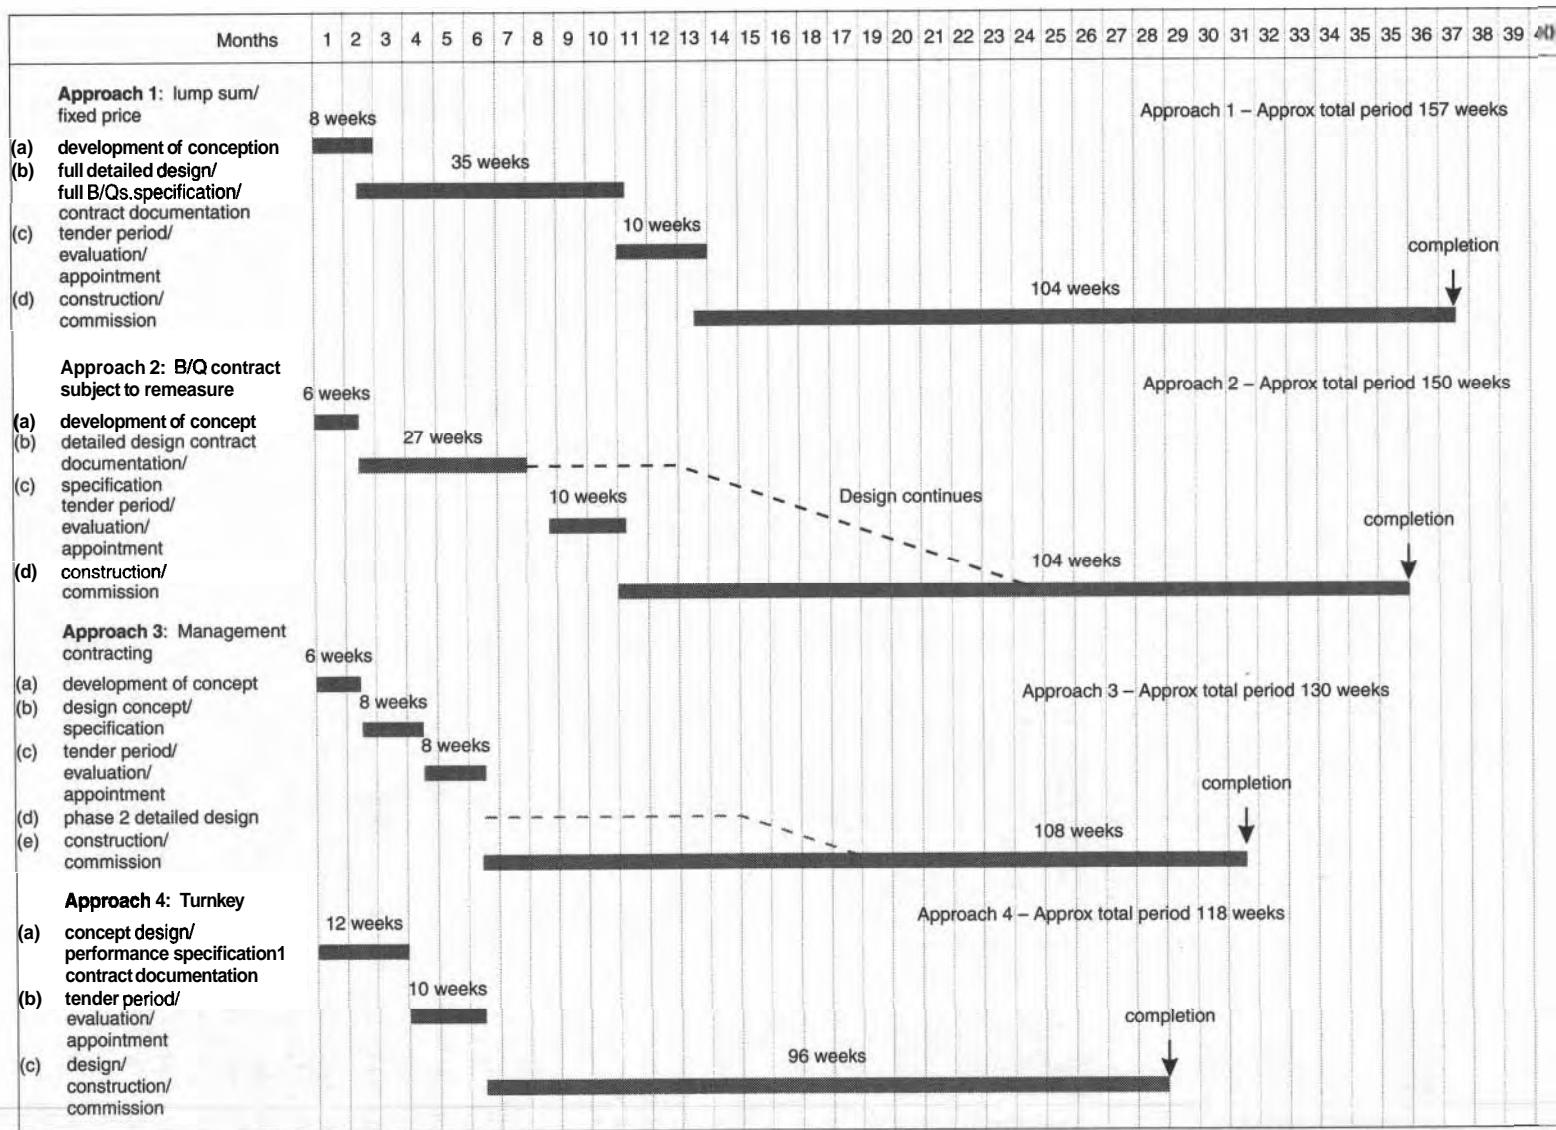 Months 1 2 3 4 5 6 7 8 9 10 11 12 13 14 15 16 17 18 17 19 20 21 22 23 24 25 26 27 28 29 30 31 32 33 34 35 35 36 37 38 39 40
Approach 1: lump sum/
fixed price
8 weeks
Approach 1 – Approx total period 157 weeks
(a) development of conception
(b) full detailed design/
35 weeks
full B/Qs.specification/
contract documentation
(c) tender period/
10 weeks
evaluation/
completion
appointment
(d) construction/
104 weeks
commission
Approach 2: B/Q contract
subject to remeasure
6 weeks
Approach 2 – Approx total period 150 weeks
(a) development of concept
(b) detailed design contract
27 weeks
documentation/
(c) specification
10 weeks
Design continues
tender period/
evaluation/
completion
appointment
(d) construction/
104 weeks
commission
Approach 3: Management
contracting
6 weeks
(a) development of concept
Approach 3 – Approx total period 130 weeks
(b) design concept/
8 weeks
specification
(c) tender period/
8 weeks
evaluation/
completion
appointment
(d) phase 2 detailed design
(e) construction/
108 weeks
commission
Approach 4: Turnkey
Approach 4 – Approx total period 118 weeks
12 weeks
(a) concept design/
performance specification1
contract documentation
(b) tender period/
10 weeks
evaluation/
completion
appointment
(c) design/
96 weeks
construction/
commission